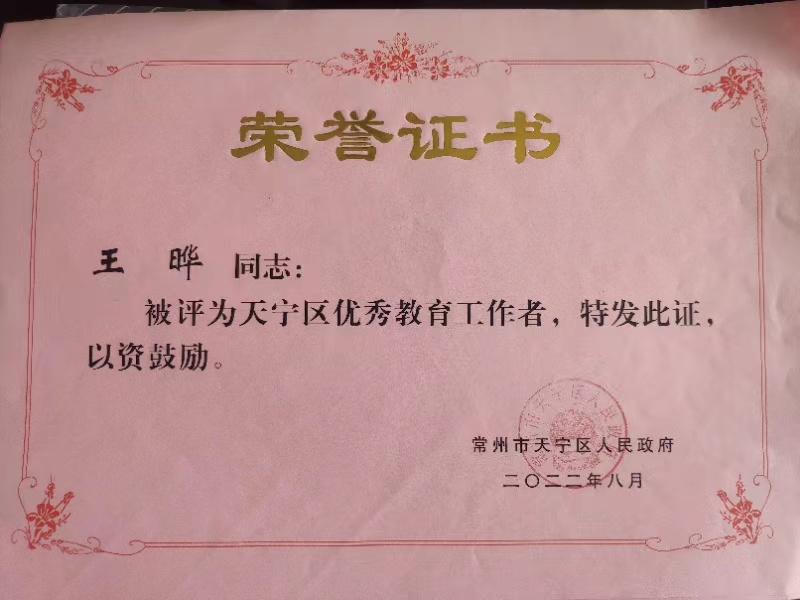 荣誉证书
王 晔 同志：
被评为天宁区优秀教育工作者，特发此证，
以资鼓励。
常州市天宁区人民政府
二〇二二年八月